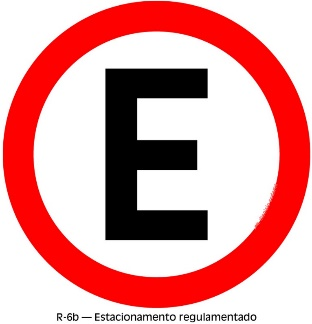 E
R-6b — Estacionamento regulamentado